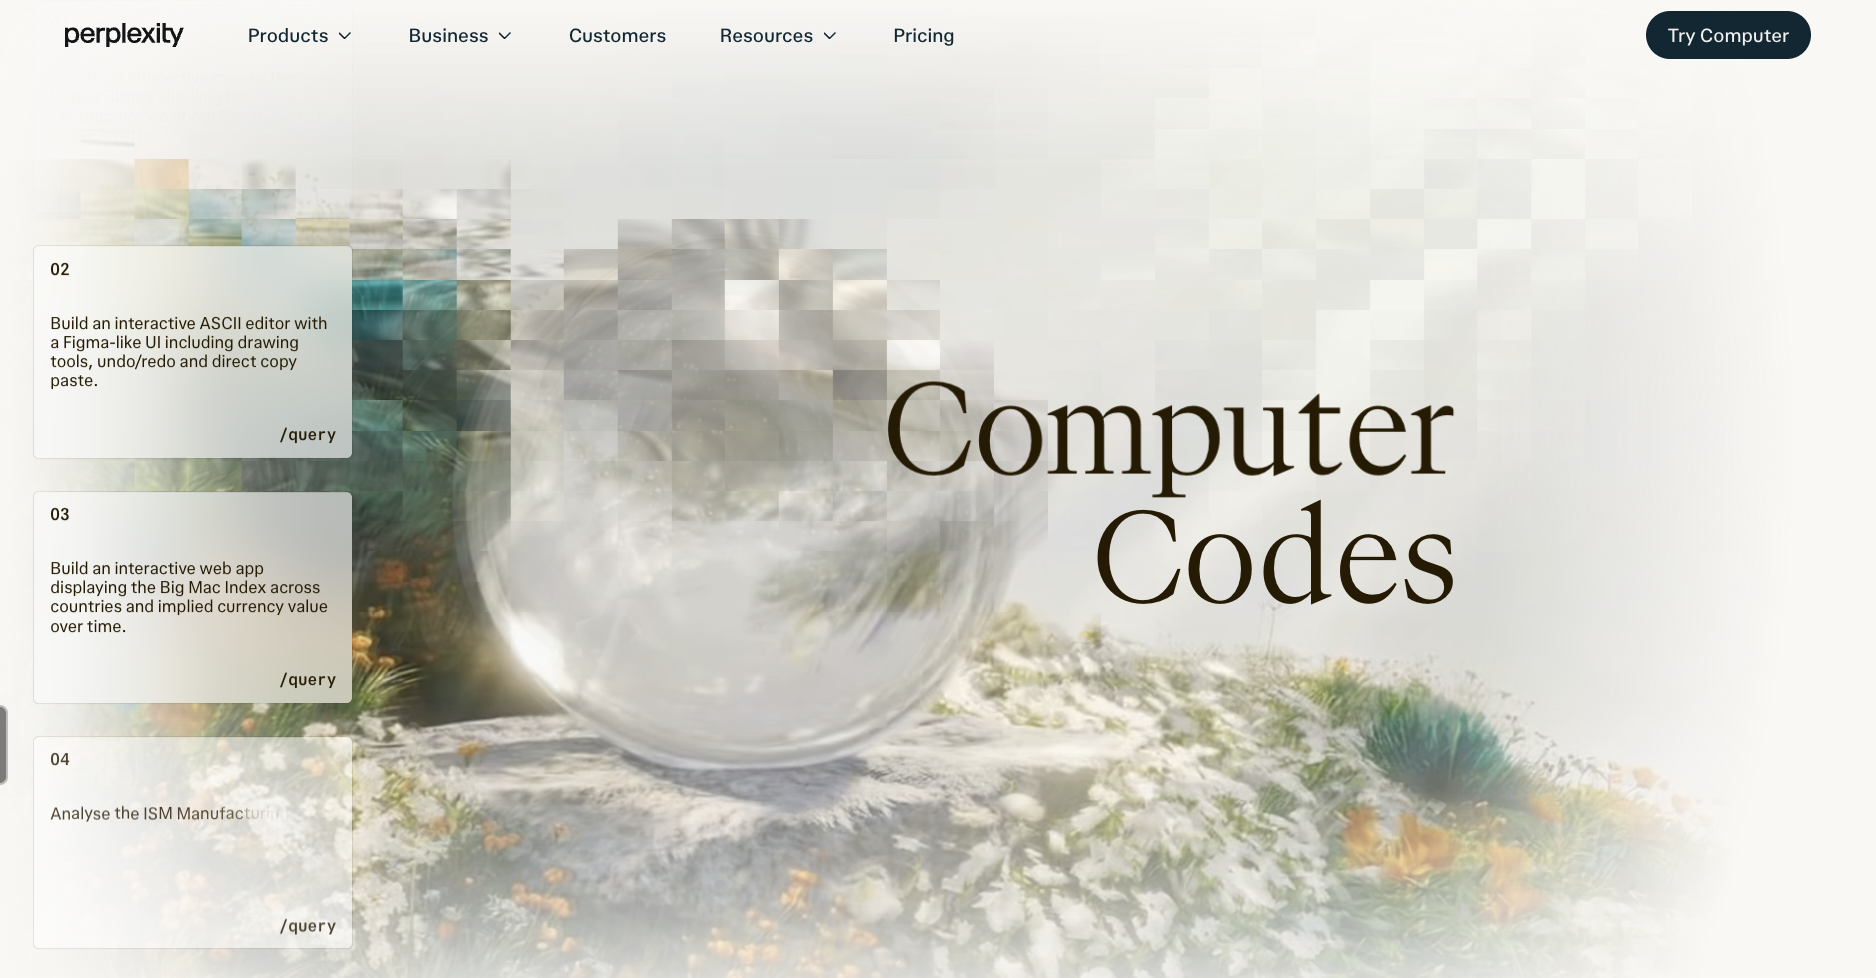 perplexity
Products
Business
Customers
Resources
Pricing
Try Computer
02
Build an interactive ASCII editor with
a Figma-like UI including drawing
tools, undo/redo and direct copy
paste.
/query
03
Build an interactive web app
displaying the Big Mac Index across
countries and implied currency value
over time.
/query
04
Analyse the ISM Manufacturin
/query
Computer
Codes